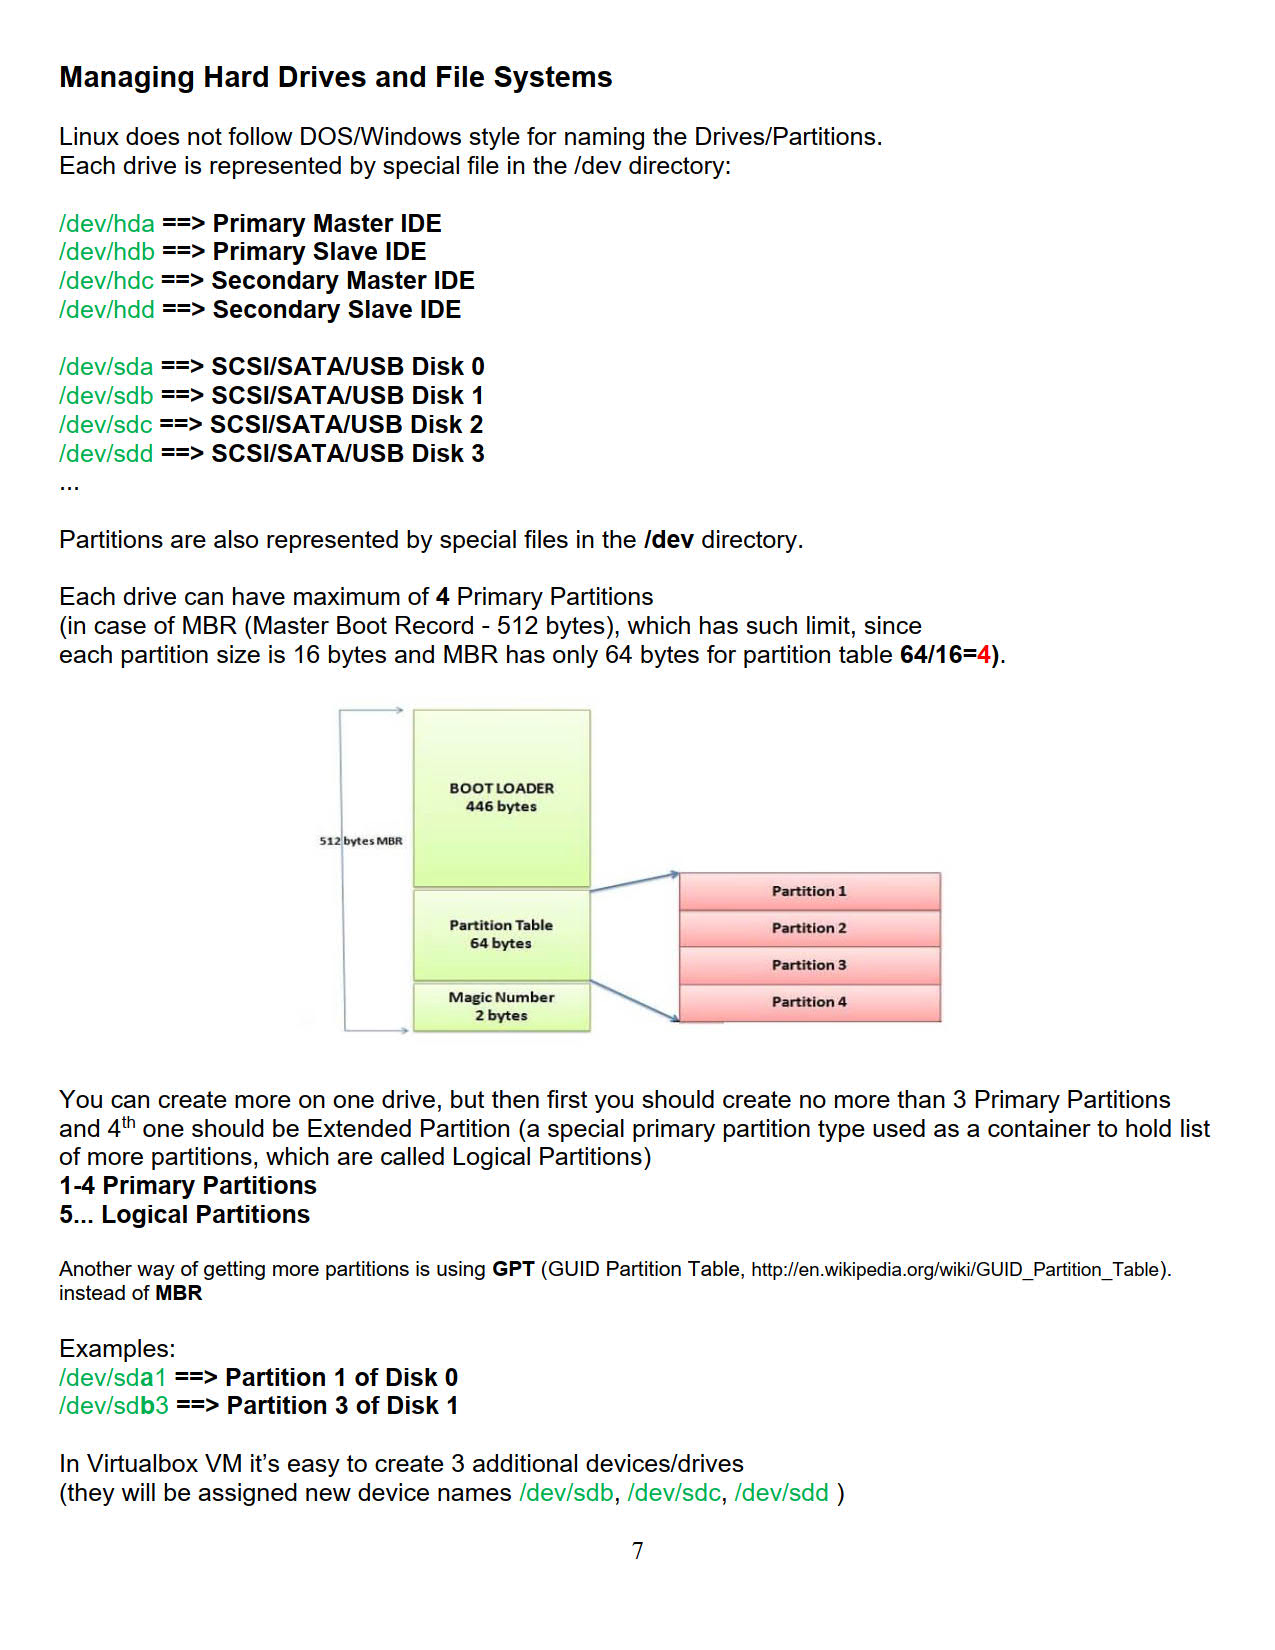 Managing Hard Drives and File Systems
Linux does not follow DOS/Windows style for naming the Drives/Partitions.
Each drive is represented by special file in the /dev directory:
/dev/hda ==> Primary Master IDE
/dev/hdb ==> Primary Slave IDE
/dev/hdc ==> Secondary Master IDE
/dev/hdd ==> Secondary Slave IDE
/dev/sda ==> SCSI/SATA/USB Disk 0
/dev/sdb ==> SCSI/SATA/USB Disk 1
/dev/sdc ==> SCSI/SATA/USB Disk 2
/dev/sdd ==> SCSI/SATA/USB Disk 3
...
Partitions are also represented by special files in the /dev directory.
Each drive can have maximum of 4 Primary Partitions
(in case of MBR (Master Boot Record - 512 bytes), which has such limit, since
each partition size is 16 bytes and MBR has only 64 bytes for partition table 64/16=4).
BOOT LOADER
446 bytes
512 bytes MBR
Partition Table
64 bytes
Magic Number
2 bytes
Partition 1
Partition 2
Partition 3
Partition 4
You can create more on one drive, but then first you should create no more than 3 Primary Partitions
and 4th one should be Extended Partition (a special primary partition type used as a container to hold list
of more partitions, which are called Logical Partitions)
1-4 Primary Partitions
5... Logical Partitions
Another way of getting more partitions is using GPT (GUID Partition Table, http://en.wikipedia.org/wiki/GUID_Partition_Table).
instead of MBR
Examples:
/dev/sda1 ==> Partition 1 of Disk 0
/dev/sdb3 ==> Partition 3 of Disk 1
In Virtualbox VM it’s easy to create 3 additional devices/drives
(they will be assigned new device names /dev/sdb, /dev/sdc, /dev/sdd )
7